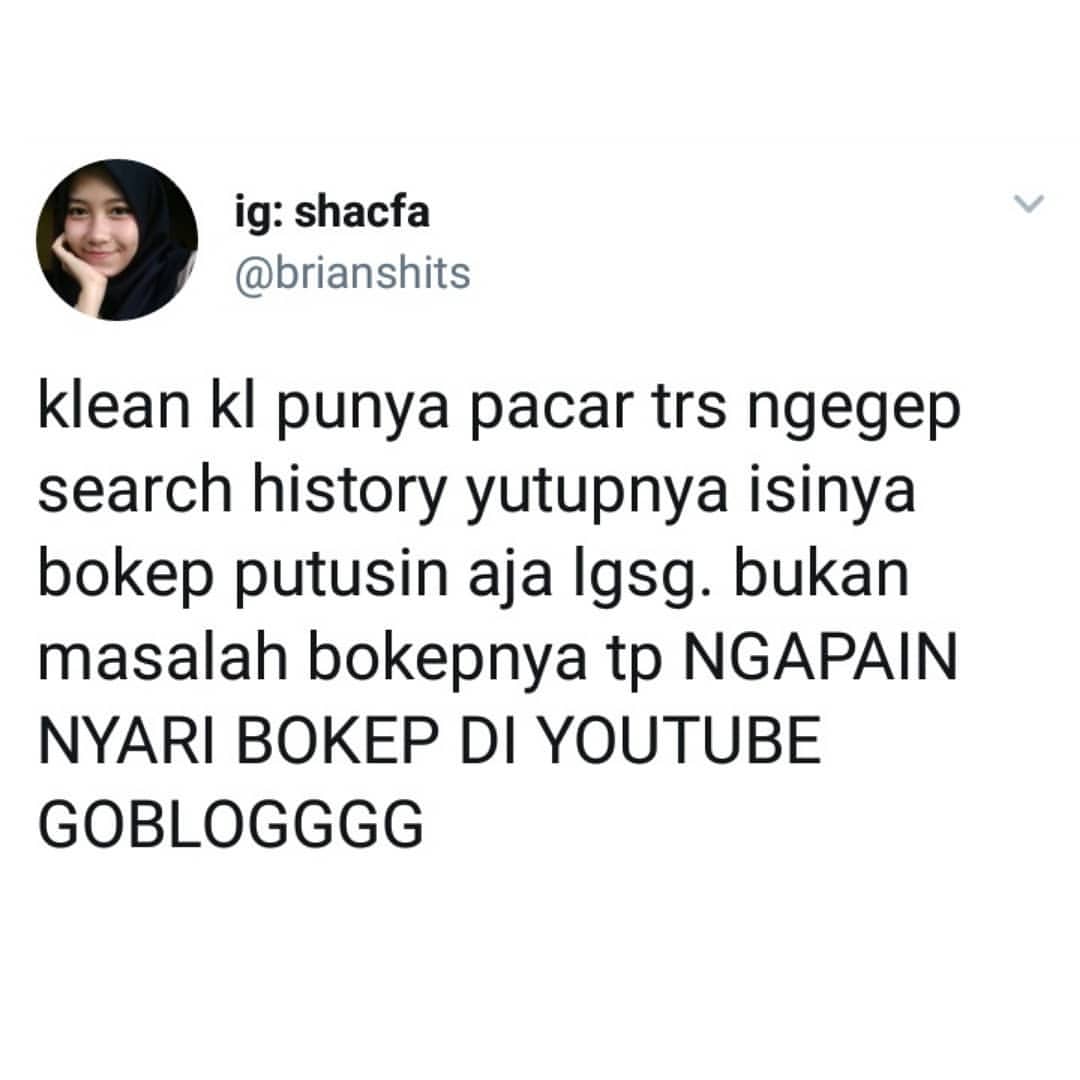 ig: shacfa
@brianshits
klean kl punya pacar trs ngegep
search history yutupnya isinya
bokep putusin aja lgsg. bukan
masalah bokepnya tp NGAPAIN
NYARI BOKEP DI YOUTUBE
GOBLOGGGG